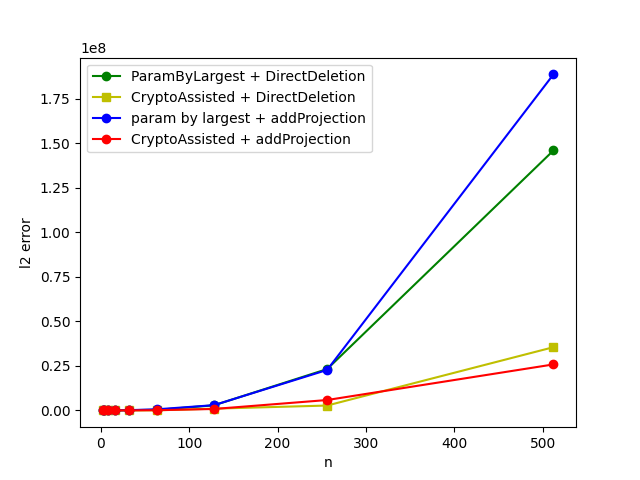 1e8
ParamByLargest + DirectDeletion
CryptoAssisted + DirectDeletion
param by largest + addProjection
CryptoAssisted + addProjection
1.75
1.50
1.25
1.00
0.75
0.50
0.25
0.00
l2 error
0 100 200 300 400 500
n